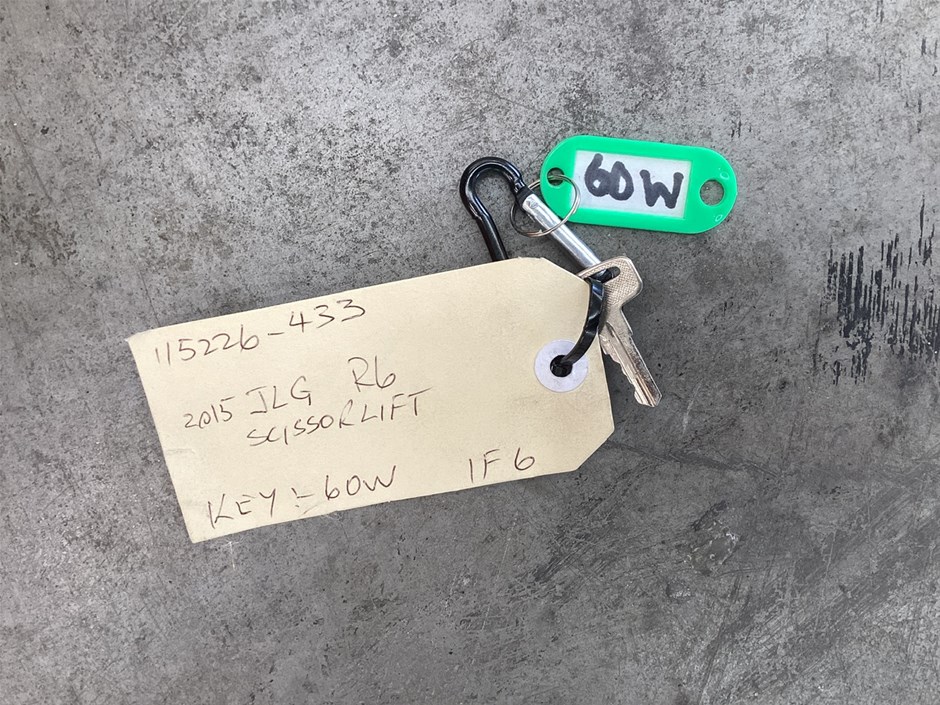 60W
115226-433
2015 JLG R6
SCISSORLIFT
KEY:- 60W 1F6